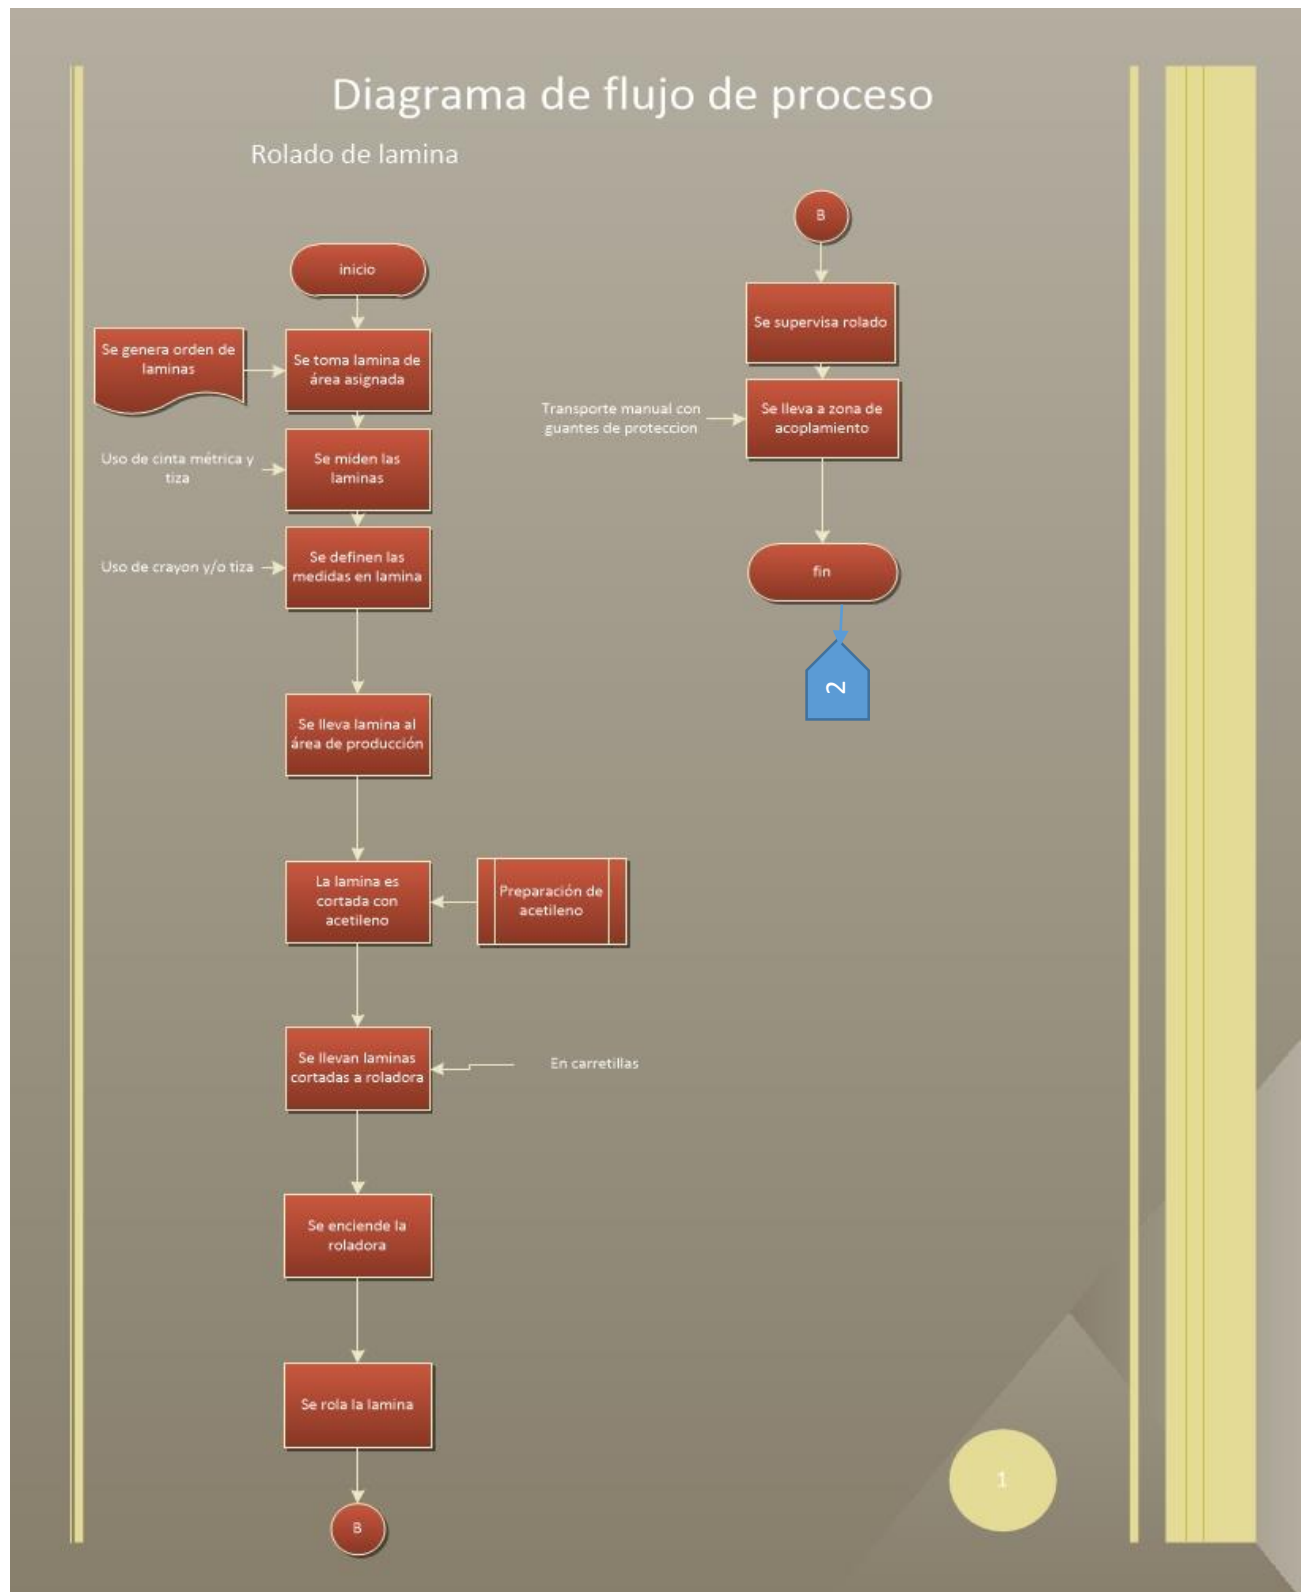 Diagrama de flujo de proceso
Rolado de lamina
inicio
Se genera orden de
laminas
Se toma lamina de
área asignada
Uso de cinta métrica y
tiza
Se miden las
laminas
Uso de crayon y/o tiza
Se definen las
medidas en lamina
Se lleva lamina al
área de producción
La lamina es
cortada con
acetileno
Preparación de
acetileno
Se llevan laminas
cortadas a roladora
En carretillas
Se enciende la
roladora
Se rola la lamina
B
B
Se supervisa rolado
Transporte manual con
guantes de proteccion
Se lleva a zona de
acoplamiento
fin
2
1